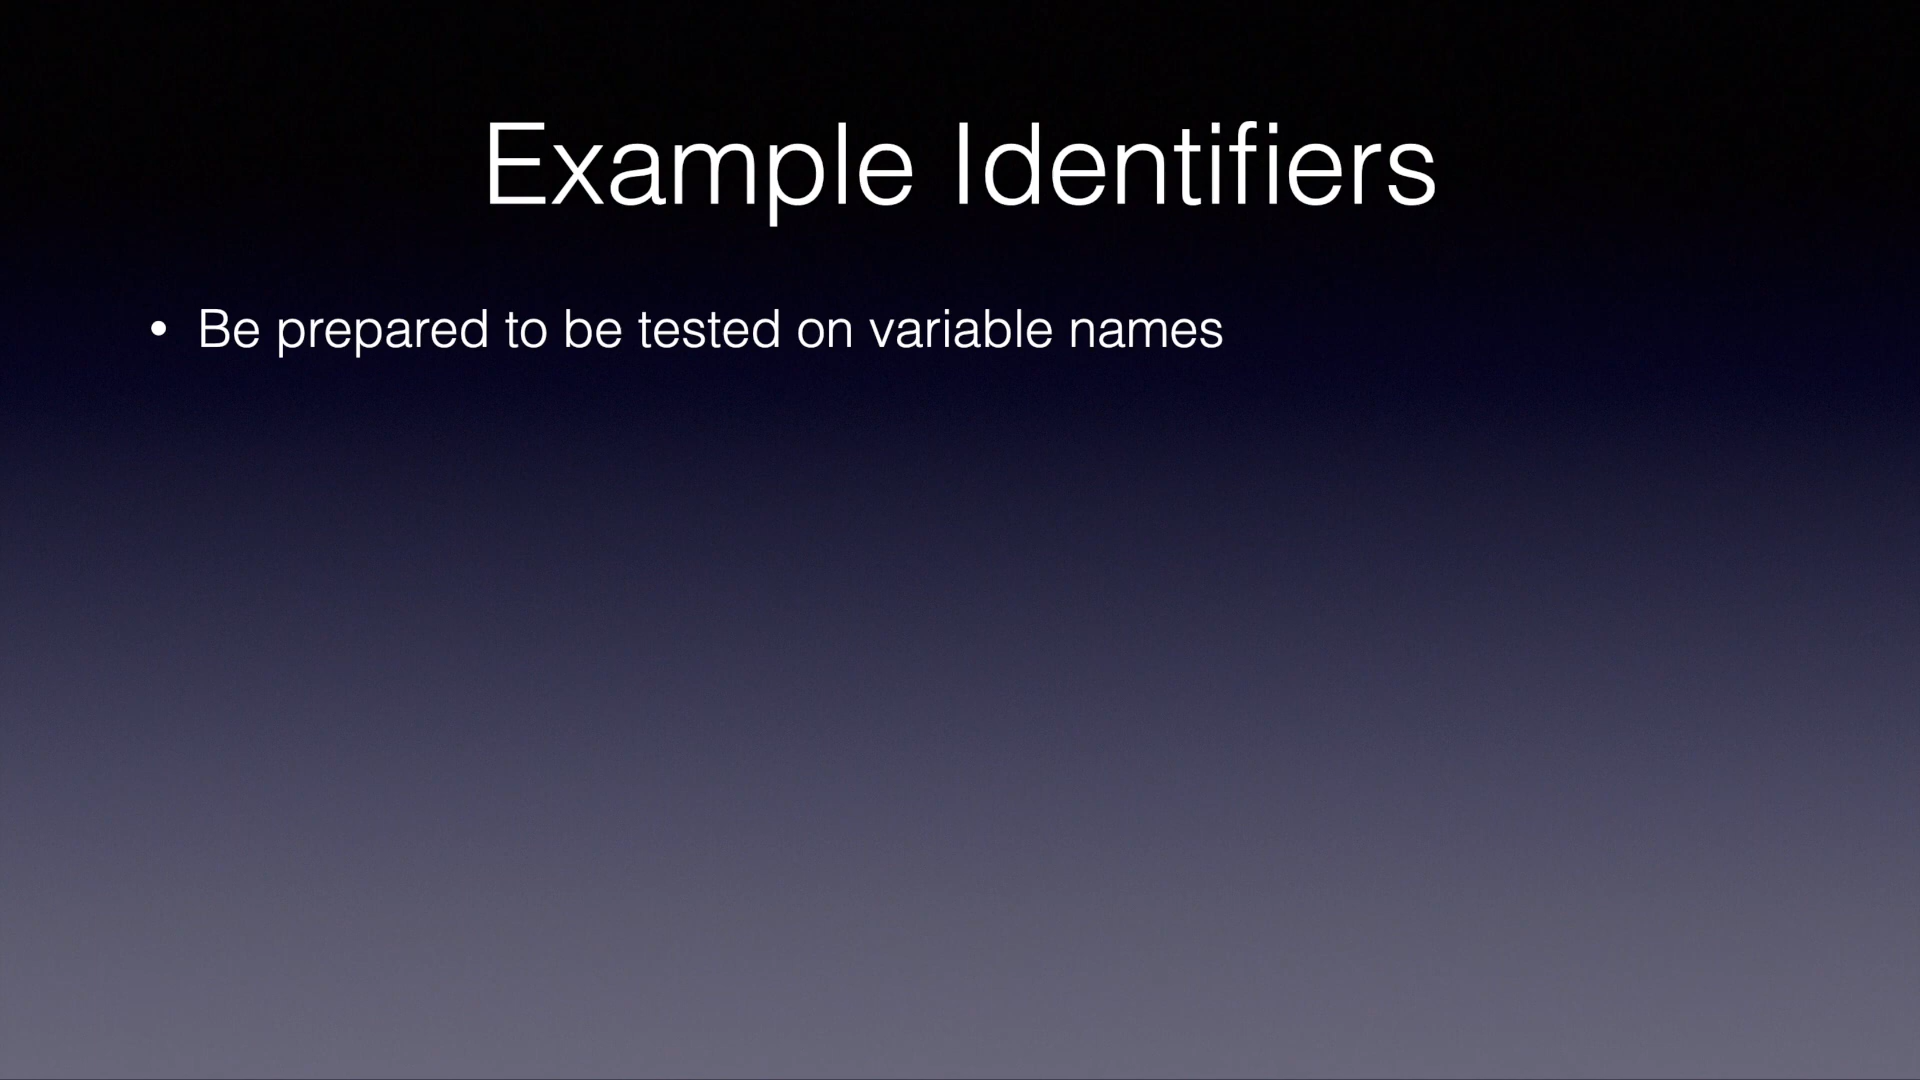 Example Identifiers
• Be prepared to be tested on variable names